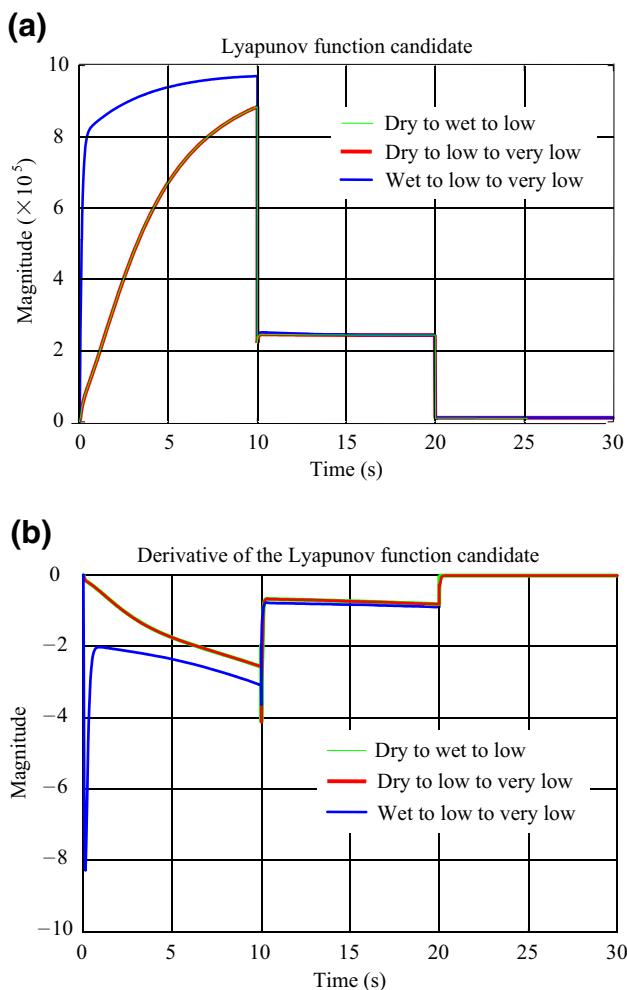 (a)
Lyapunov function candidate
10
8
6
4
2
0
Magnitude (×10⁵)
Dry to wet to low
Dry to low to very low
Wet to low to very low
0 5 10 15 20 25 30
Time (s)
(b)
Derivative of the Lyapunov function candidate
0
−2
−4
−6
−8
−10
Magnitude
Dry to wet to low
Dry to low to very low
Wet to low to very low
0 5 10 15 20 25 30
Time (s)